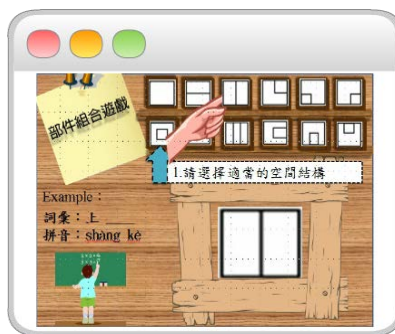 部件組合遊戲
1.請選擇適當的空間結構
Example：
詞彙：上 ____
拼音：shàng kè